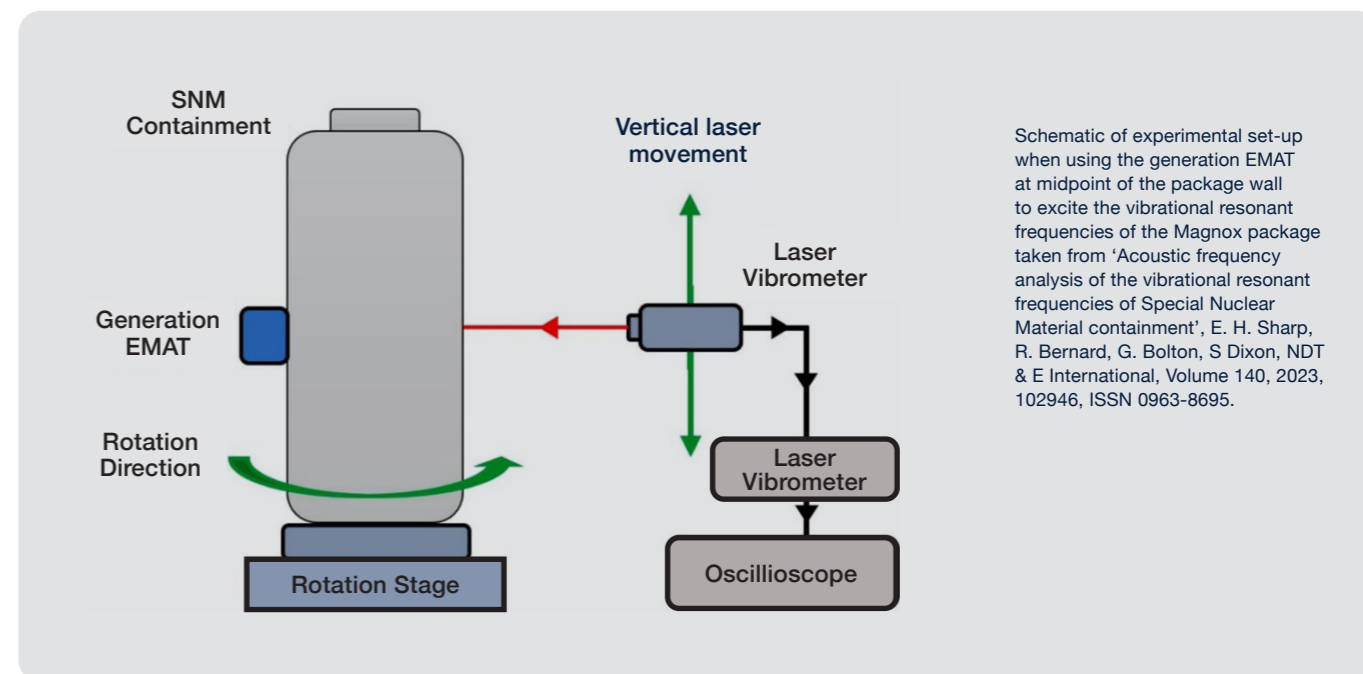 SNM
Containment
Vertical laser
movement
Laser
Vibrometer
Generation
EMAT
Rotation
Direction
Laser
Vibrometer
Oscillioscope
Rotation Stage
Schematic of experimental set-up
when using the generation EMAT
at midpoint of the package wall
to excite the vibrational resonant
frequencies of the Magnox package
taken from ‘Acoustic frequency
analysis of the vibrational resonant
frequencies of Special Nuclear
Material containment’, E. H. Sharp,
R. Bernard, G. Bolton, S Dixon, NDT
& E International, Volume 140, 2023,
102946, ISSN 0963-8695.